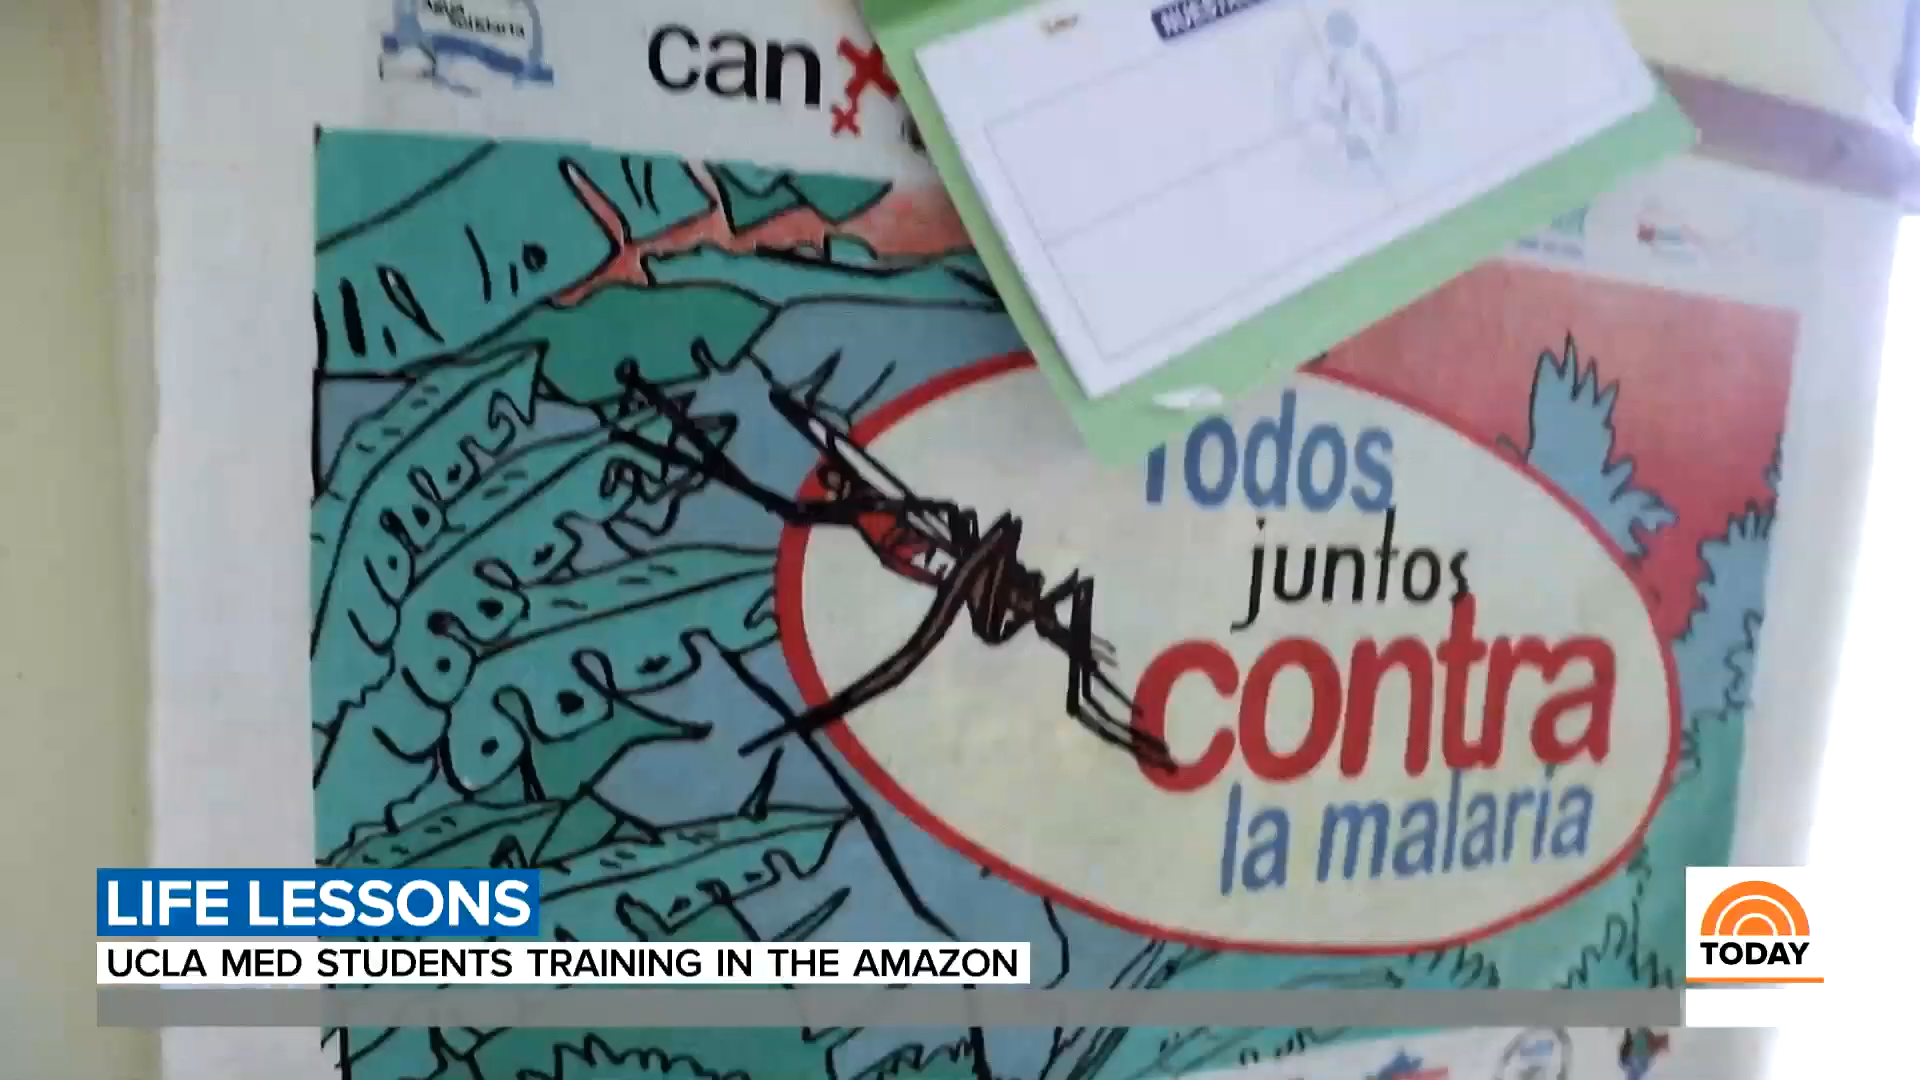 can
Todos
juntos
contra
la malaria
LIFE LESSONS
UCLA MED STUDENTS TRAINING IN THE AMAZON
TODAY